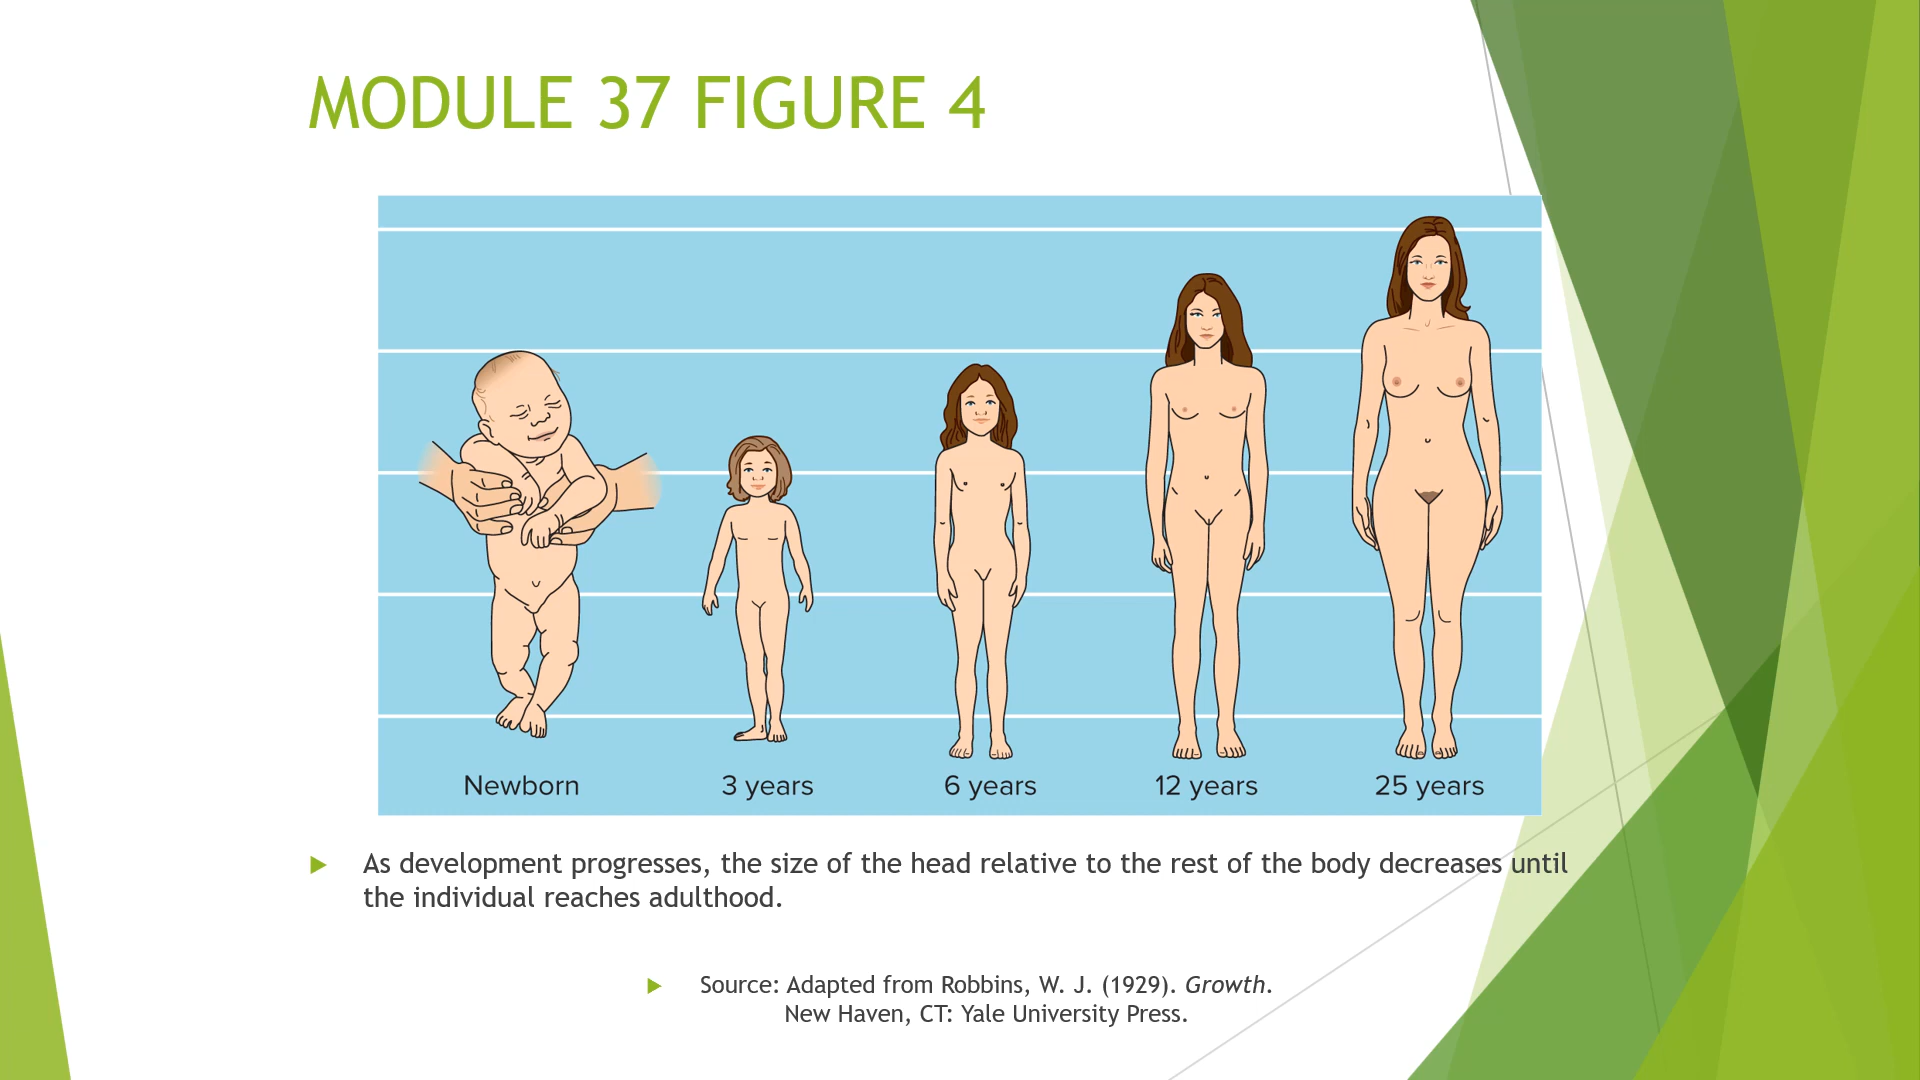 MODULE 37 FIGURE 4
Newborn
3 years
6 years
12 years
25 years
As development progresses, the size of the head relative to the rest of the body decreases until
the individual reaches adulthood.
Source: Adapted from Robbins, W. J. (1929). Growth.
New Haven, CT: Yale University Press.